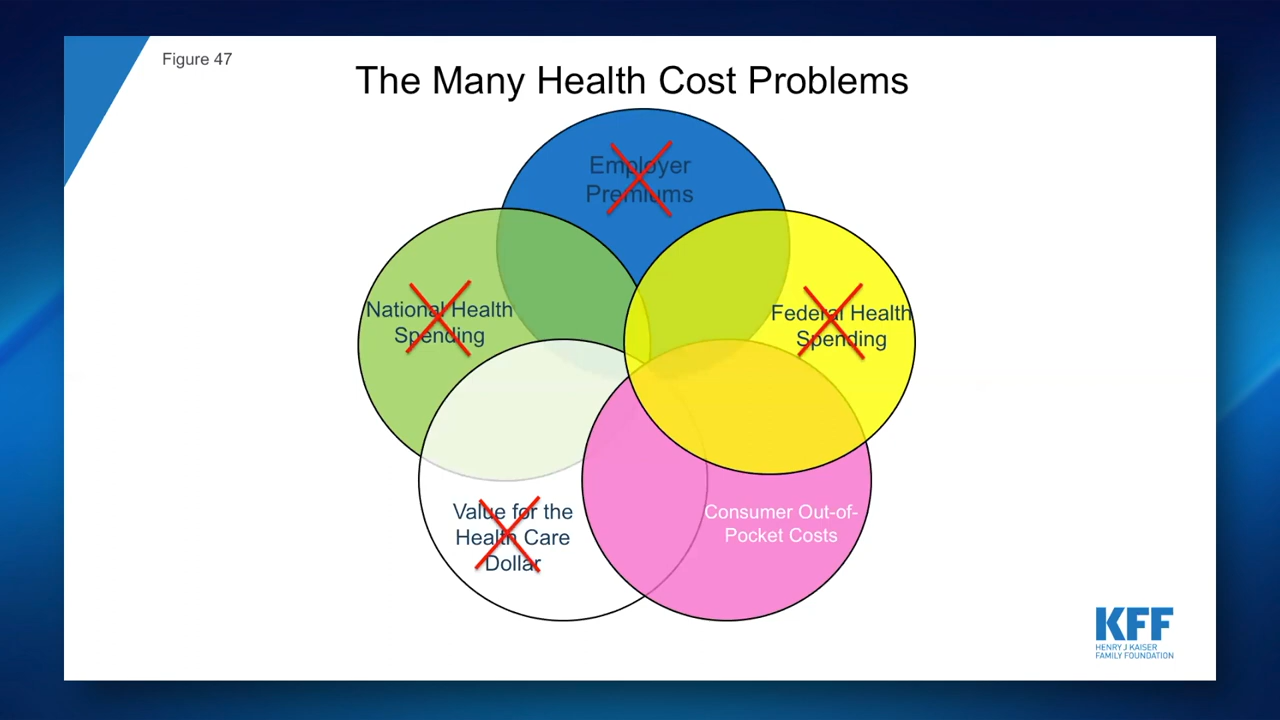 Figure 47
The Many Health Cost Problems
Employer
Premiums
National Health
Spending
Federal Health
Spending
Value for the
Health Care
Dollar
Consumer Out-of-
Pocket Costs
KFF
HENRY J KAISER
FAMILY FOUNDATION